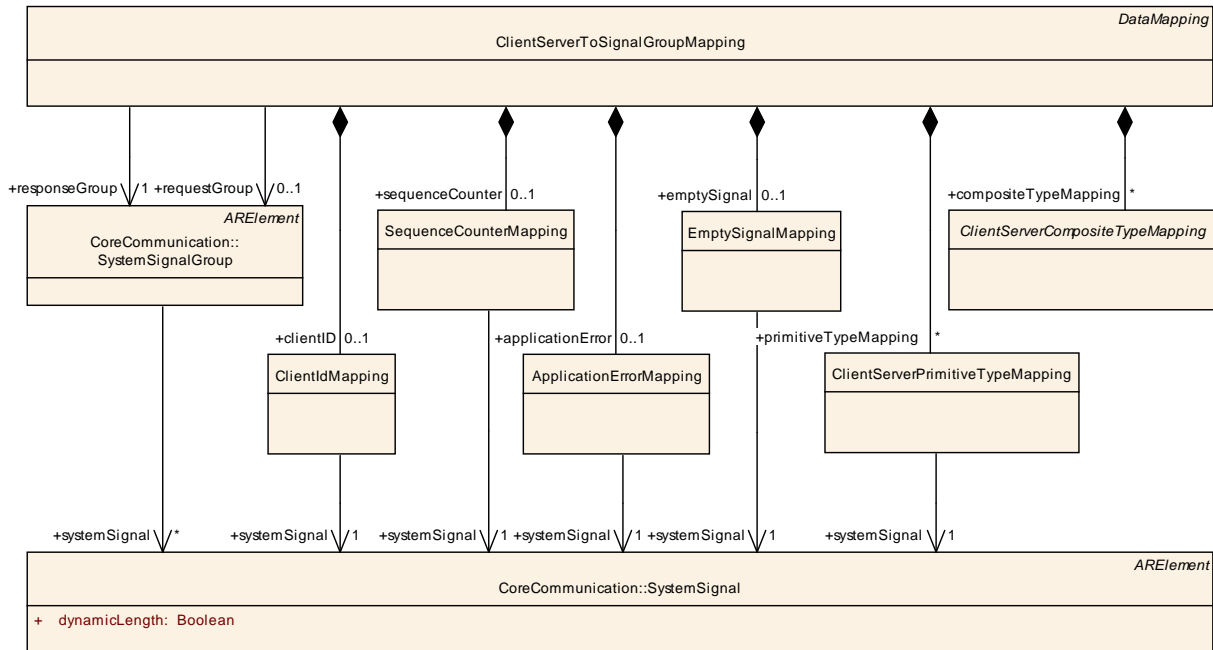 DataMapping
ClientServerToSignalGroupMapping
+responseGroup 1 +requestGroup 0..1
+sequenceCounter 0..1
+emptySignal 0..1
+compositeTypeMapping *
ARElement
CoreCommunication::
SystemSignalGroup
SequenceCounterMapping
EmptySignalMapping
ClientServerCompositeTypeMapping
+clientID 0..1
+applicationError 0..1
+primitiveTypeMapping *
ClientIdMapping
ApplicationErrorMapping
ClientServerPrimitiveTypeMapping
+systemSignal *
+systemSignal 1
+systemSignal 1
+systemSignal 1
+systemSignal 1
+systemSignal 1
ARElement
CoreCommunication::SystemSignal
+ dynamicLength: Boolean